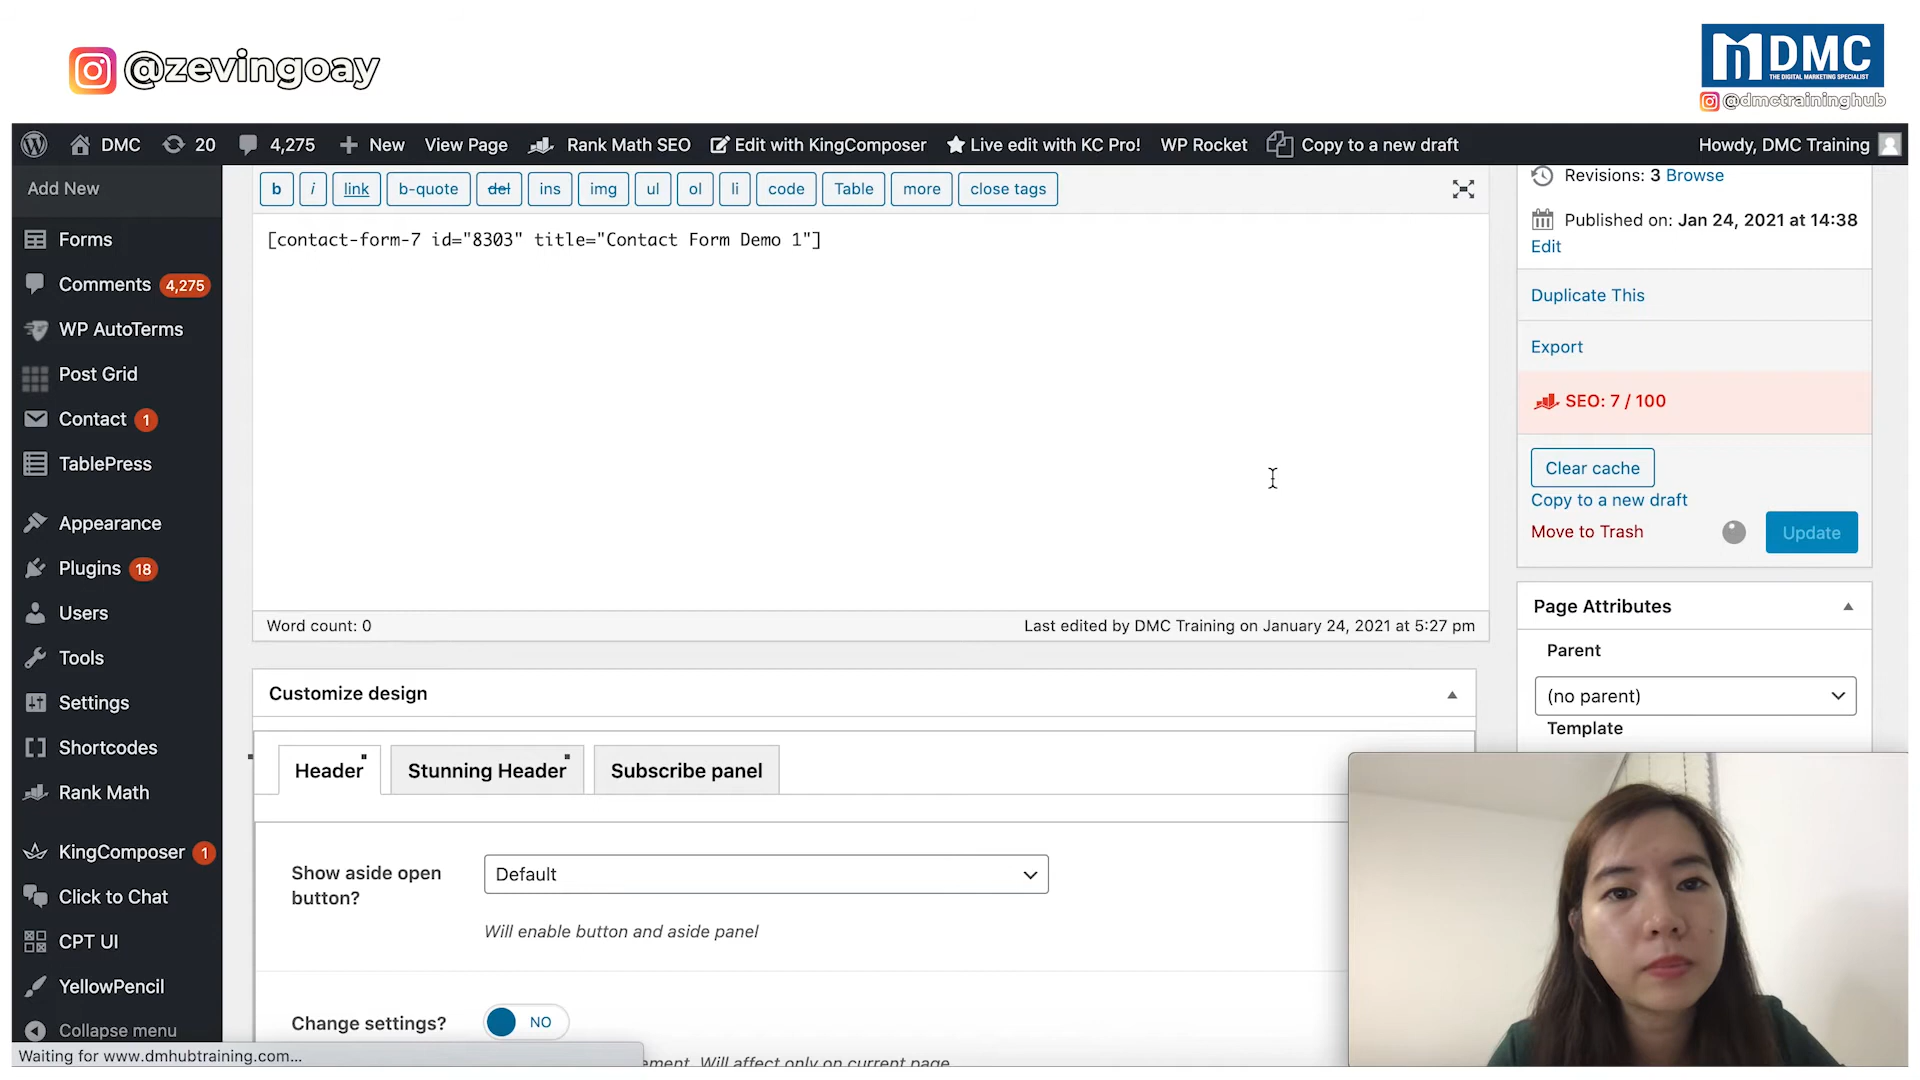 @zevingoay
DMC
THE DIGITAL MARKETING SPECIALIST
@dmctraininghub
DMC 20 4,275 New View Page Rank Math SEO Edit with KingComposer Live edit with KC Pro! WP Rocket Copy to a new draft Howdy, DMC Training
Add New
Forms
Comments 4,275
WP AutoTerms
Post Grid
Contact 1
TablePress
Appearance
Plugins 18
Users
Tools
Settings
Shortcodes
Rank Math
KingComposer 1
Click to Chat
CPT UI
YellowPencil
Collapse menu
Waiting for www.dmhubtraining.com...
b i link b-quote del ins img ul ol li code Table more close tags
[contact-form-7 id="8303" title="Contact Form Demo 1"]
Word count: 0 Last edited by DMC Training on January 24, 2021 at 5:27 pm
Customize design
Header Stunning Header Subscribe panel
Show aside open
button?
Default
Will enable button and aside panel
Change settings? NO
ement. Will affect only on current page
Revisions: 3 Browse
Published on: Jan 24, 2021 at 14:38
Edit
Duplicate This
Export
SEO: 7 / 100
Clear cache
Copy to a new draft
Move to Trash Update
Page Attributes
Parent
(no parent)
Template